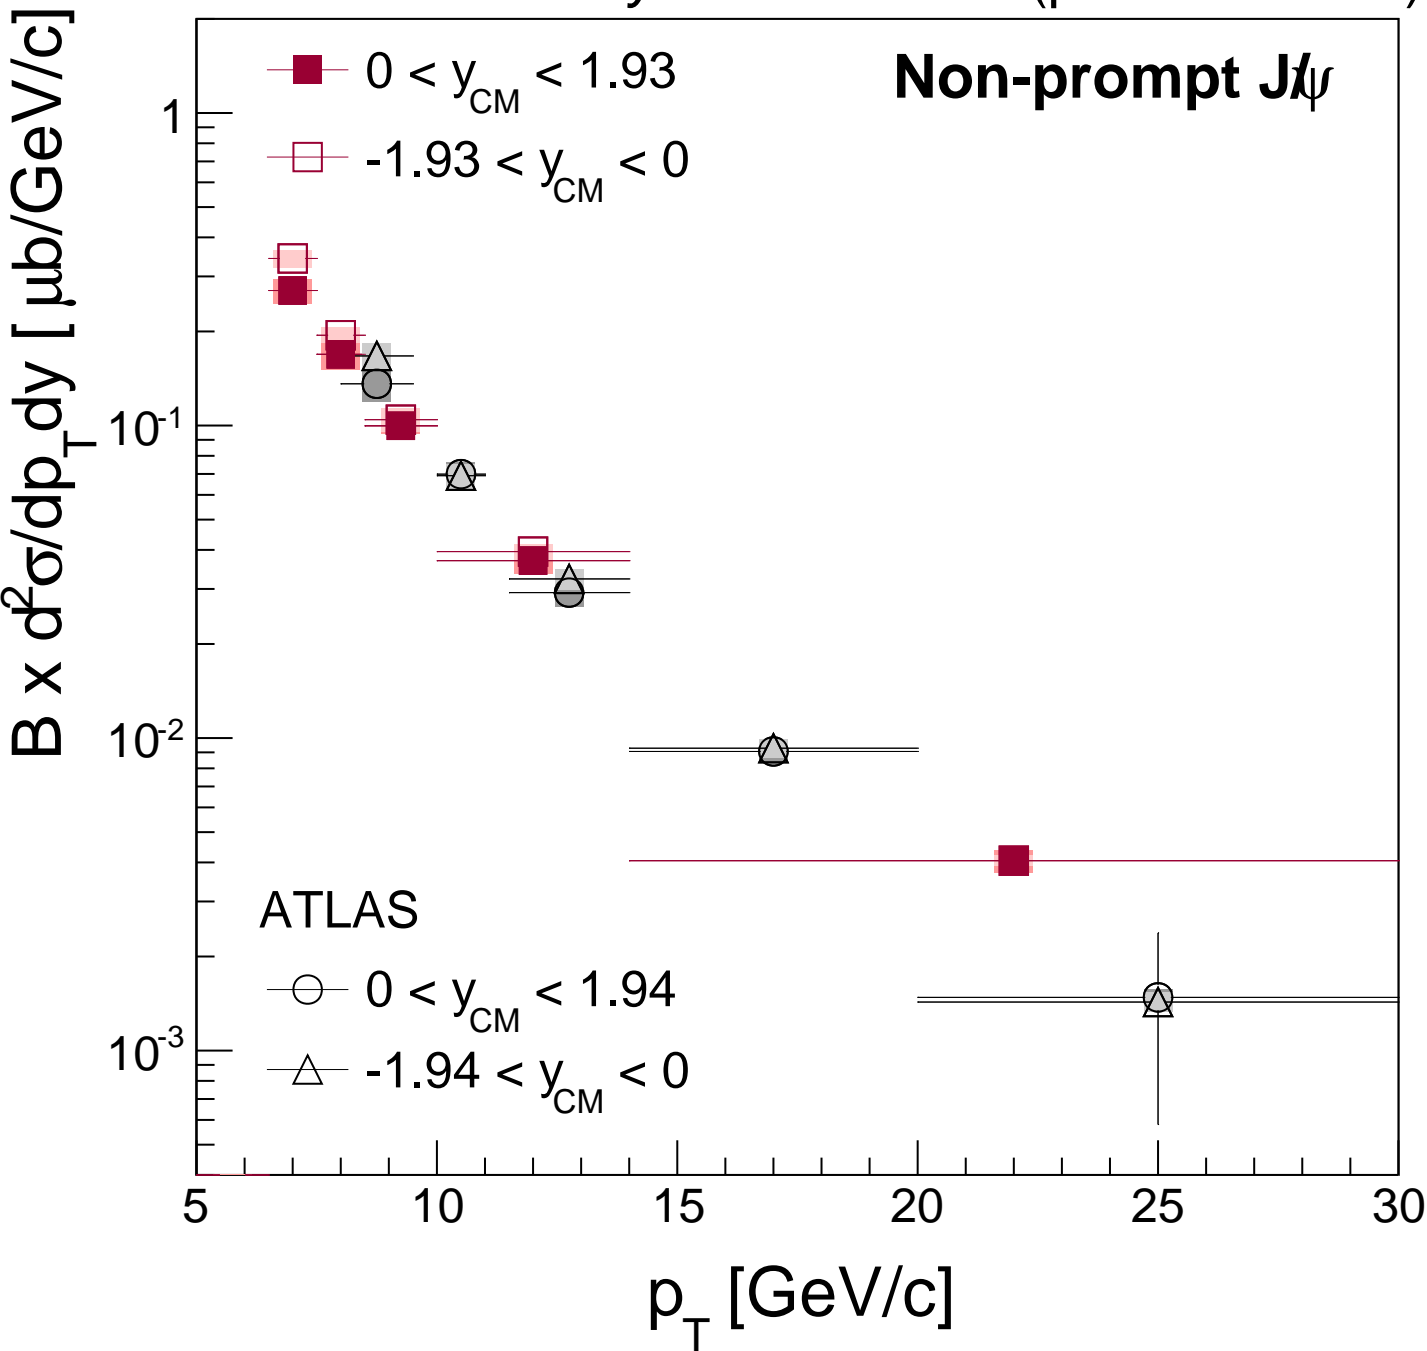 0 < y_CM < 1.93
-1.93 < y_CM < 0
Non-prompt J/ψ
B x d²σ/dp_T dy [ μb/GeV/c]
1
10⁻¹
10⁻²
10⁻³
ATLAS
0 < y_CM < 1.94
-1.94 < y_CM < 0
5 10 15 20 25 30
p_T [GeV/c]